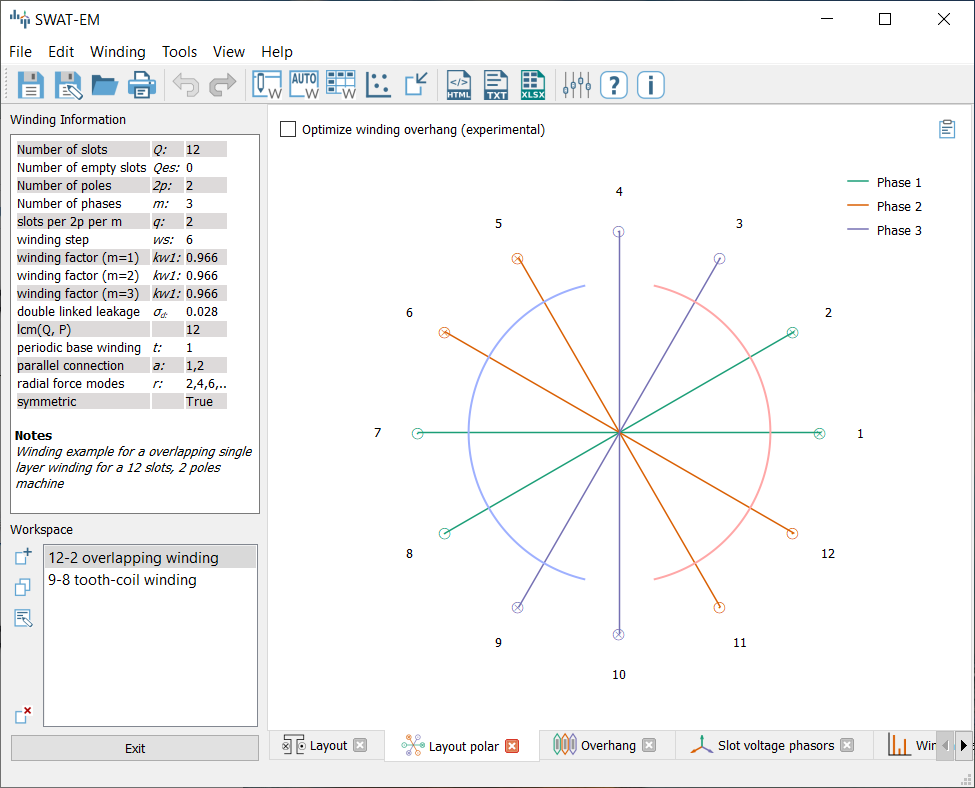 SWAT-EM
File Edit Winding Tools View Help
W AUTO W W HTML TXT XLSX ? i
Winding Information
Number of slots Q: 12
Number of empty slots Qes: 0
Number of poles 2p: 2
Number of phases m: 3
slots per 2p per m q: 2
winding step ws: 6
winding factor (m=1) kw1: 0.966
winding factor (m=2) kw1: 0.966
winding factor (m=3) kw1: 0.966
double linked leakage σd: 0.028
lcm(Q, P) 12
periodic base winding t: 1
parallel connection a: 1,2
radial force modes r: 2,4,6,..
symmetric True
Notes
Winding example for a overlapping single
layer winding for a 12 slots, 2 poles
machine
Workspace
12-2 overlapping winding
9-8 tooth-coil winding
Exit
Optimize winding overhang (experimental)
Phase 1
Phase 2
Phase 3
4
5 3
6 2
7 1
8 12
9 11
10
Layout Layout polar Overhang Slot voltage phasors